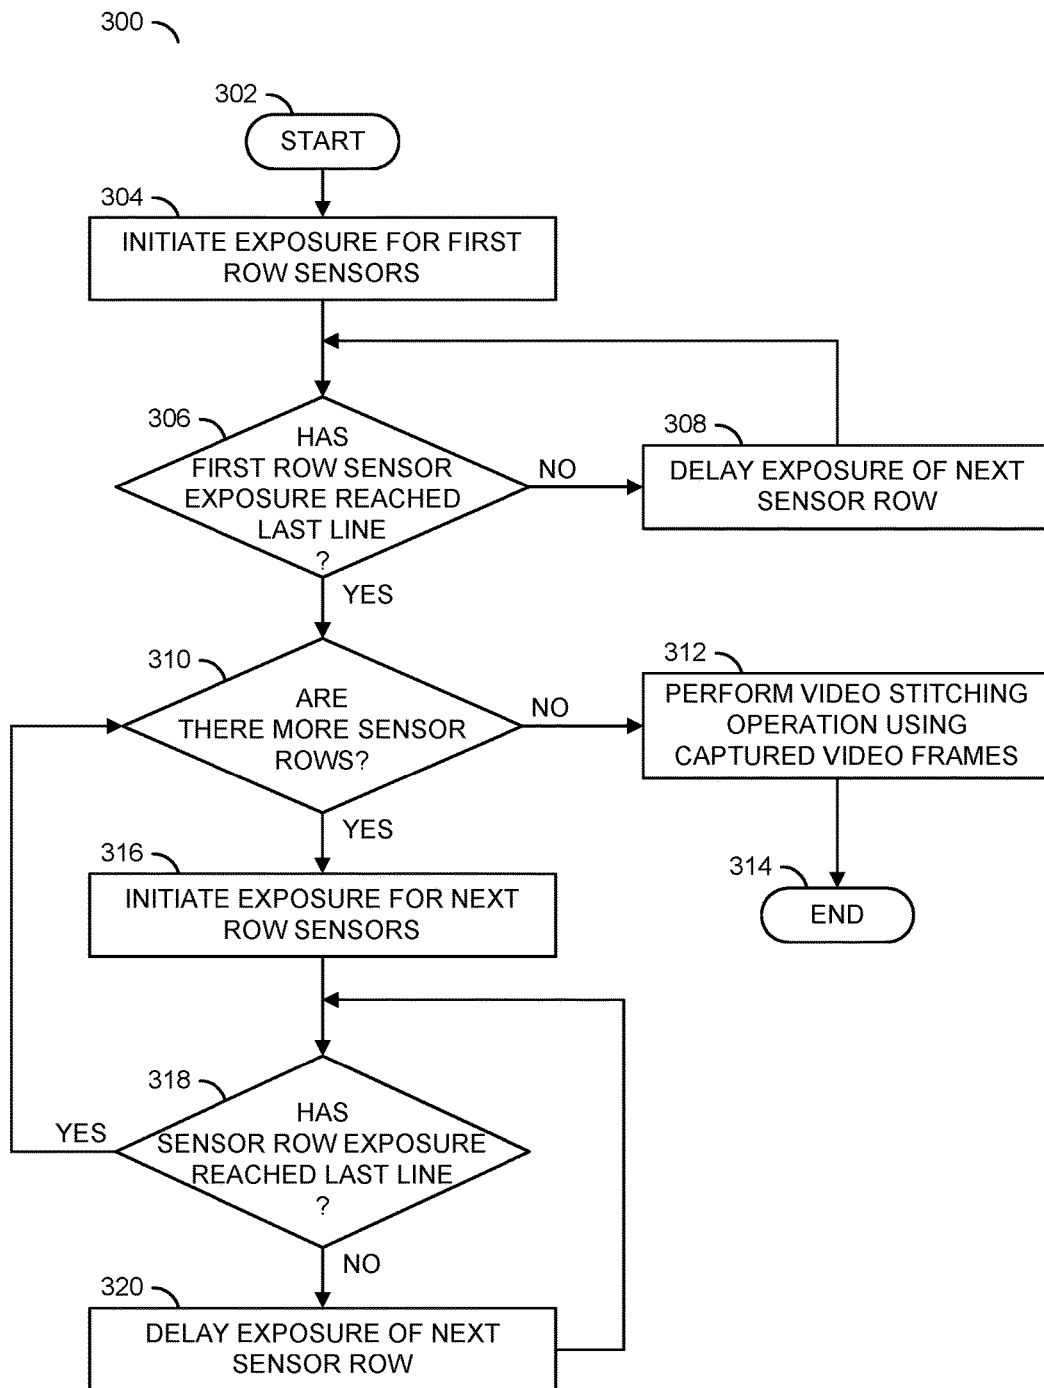 300
302
START
304
INITIATE EXPOSURE FOR FIRST
ROW SENSORS
306
HAS
FIRST ROW SENSOR
EXPOSURE REACHED
LAST LINE
?
NO
308
DELAY EXPOSURE OF NEXT
SENSOR ROW
YES
310
ARE
THERE MORE SENSOR
ROWS?
NO
312
PERFORM VIDEO STITCHING
OPERATION USING
CAPTURED VIDEO FRAMES
YES
314
END
316
INITIATE EXPOSURE FOR NEXT
ROW SENSORS
318
HAS
SENSOR ROW EXPOSURE
REACHED LAST LINE
?
YES
NO
320
DELAY EXPOSURE OF NEXT
SENSOR ROW